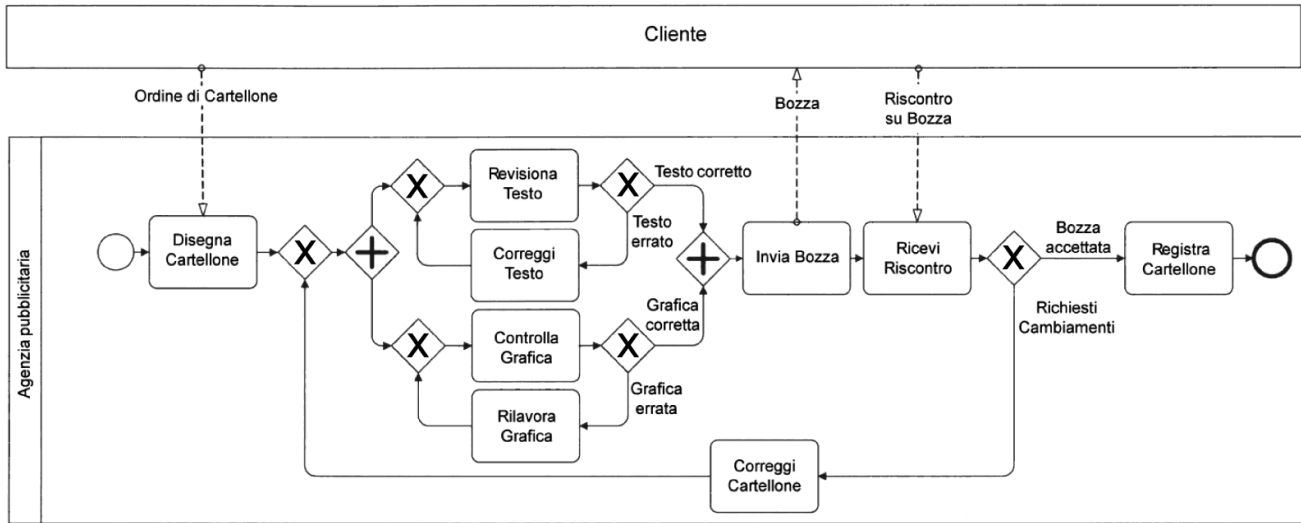 Cliente
Ordine di Cartellone
Bozza
Riscontro
su Bozza
Agenzia pubblicitaria
Disegna
Cartellone
X
+
X
Revisiona
Testo
X
Testo corretto
Testo
errato
Correggi
Testo
+
Invia Bozza
Ricevi
Riscontro
X
Bozza
accettata
Registra
Cartellone
X
Controlla
Grafica
X
Grafica
corretta
Grafica
errata
Rilavora
Grafica
Richiesti
Cambiamenti
Correggi
Cartellone